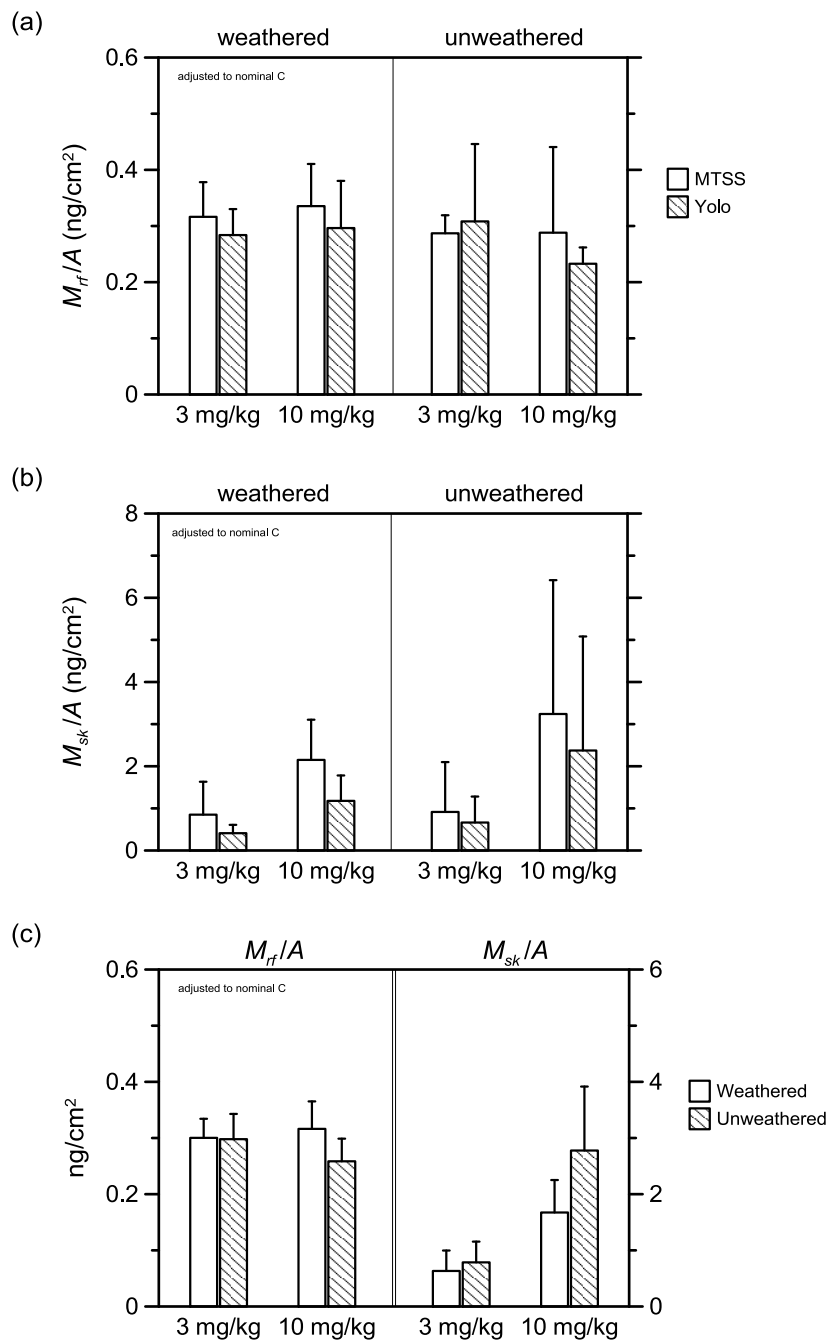 (a)
weathered unweathered
0.6
adjusted to nominal C
0.4
MTSS
Yolo
M_rf/A (ng/cm²)
0.2
0
3 mg/kg 10 mg/kg 3 mg/kg 10 mg/kg
(b)
weathered unweathered
8
adjusted to nominal C
6
M_sk/A (ng/cm²)
4
2
0
3 mg/kg 10 mg/kg 3 mg/kg 10 mg/kg
(c)
M_rf/A M_sk/A
0.6 6
adjusted to nominal C
0.4 4
Weathered
Unweathered
ng/cm²
0.2 2
0 0
3 mg/kg 10 mg/kg 3 mg/kg 10 mg/kg